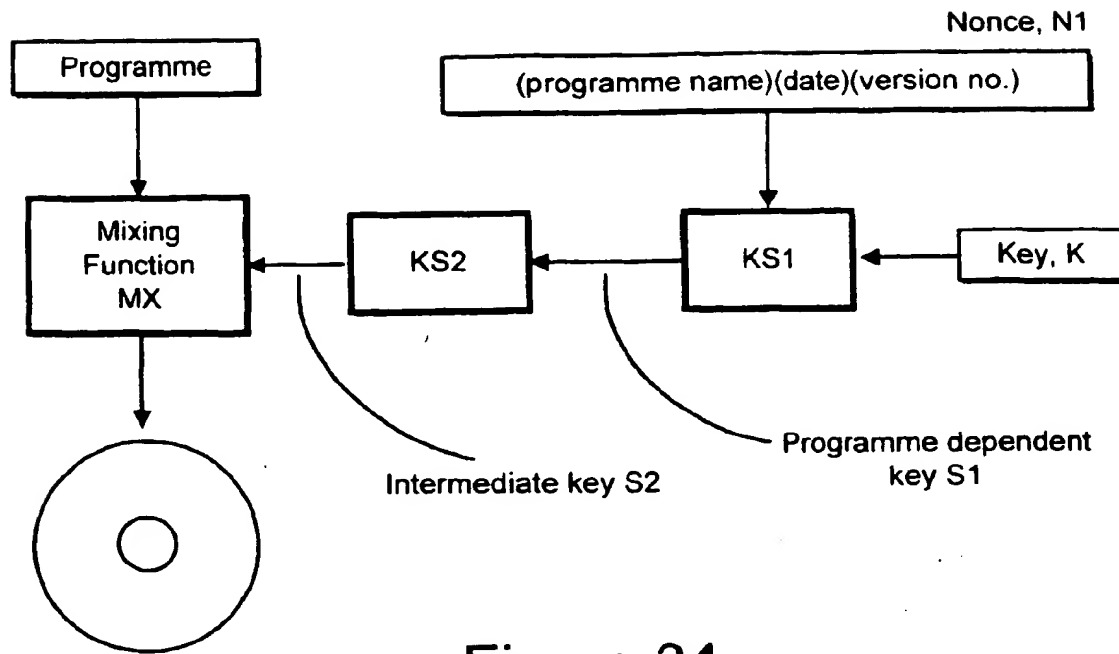 Nonce, N1
Programme
(programme name)(date)(version no.)
Mixing
Function
MX
KS2
KS1
Key, K
Intermediate key S2
Programme dependent
key S1